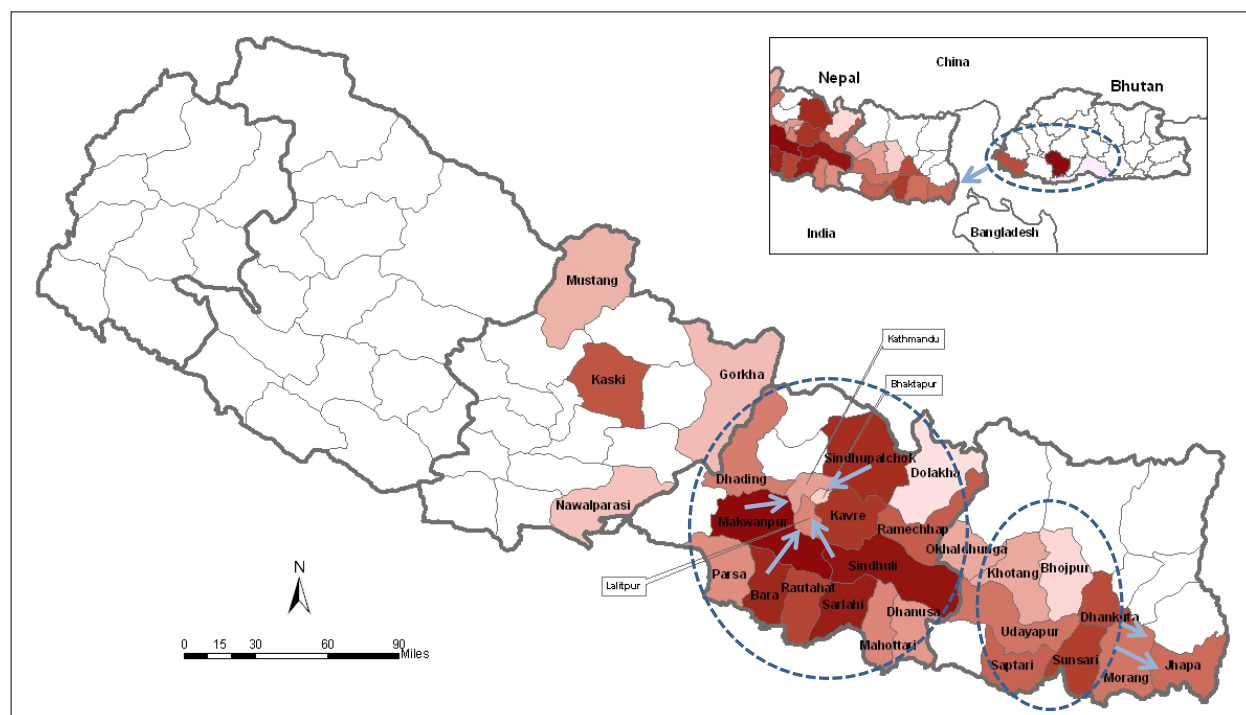 China
Nepal
Bhutan
India
Bangladesh
Mustang
Kathmandu
Gorkha
Kaski
Bhaktapur
Sindhupalchok
Dolakha
Dhading
Nawalparasi
Makwanpur
Kavre
Ramechhap
Okhaldhunga
Khotang
Bhojpur
Lalitpur
Parsa
Sindhuli
Bara
Rautahat
Sarlahi
Dhanusa
Mahottari
Dhankuta
Udayapur
Saptari
Sunsari
Morang
Jhapa
N
0 15 30 60 90
Miles